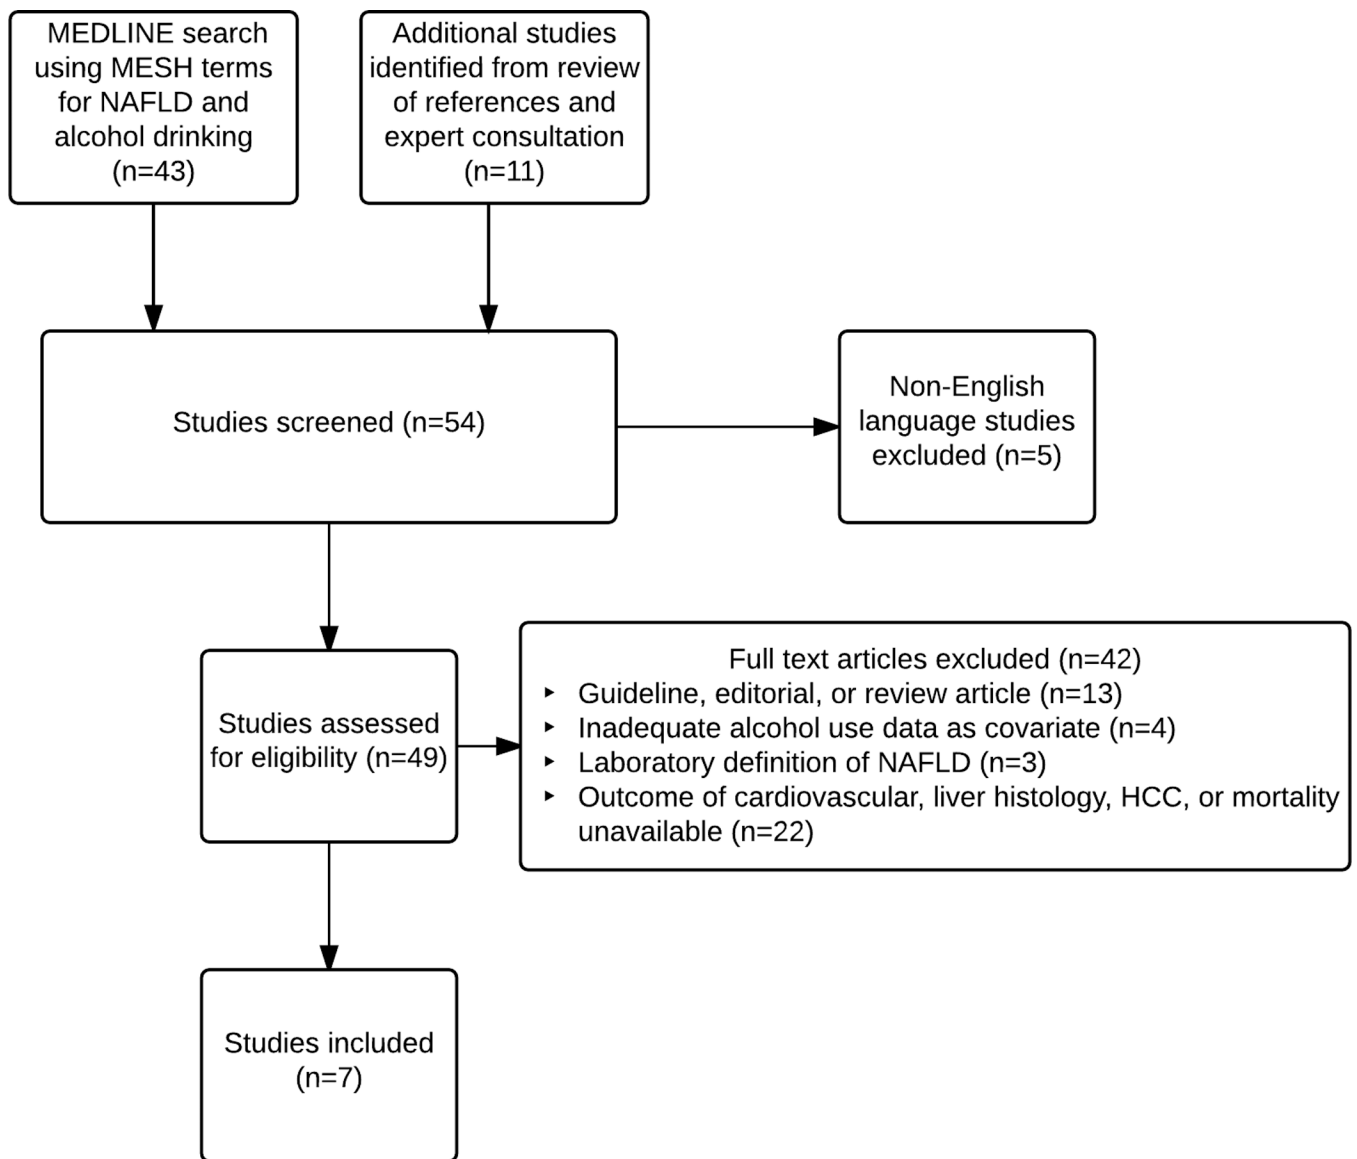 MEDLINE search
using MESH terms
for NAFLD and
alcohol drinking
(n=43)
Additional studies
identified from review
of references and
expert consultation
(n=11)
Studies screened (n=54)
Non-English
language studies
excluded (n=5)
Studies assessed
for eligibility (n=49)
Full text articles excluded (n=42)
‣ Guideline, editorial, or review article (n=13)
‣ Inadequate alcohol use data as covariate (n=4)
‣ Laboratory definition of NAFLD (n=3)
‣ Outcome of cardiovascular, liver histology, HCC, or mortality
unavailable (n=22)
Studies included
(n=7)